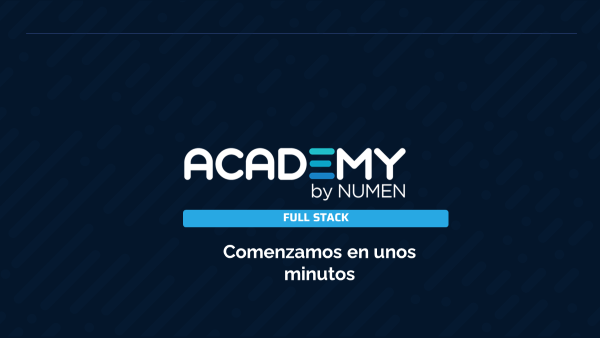 ACADEMY
by NUMEN
FULL STACK
Comenzamos en unos
minutos